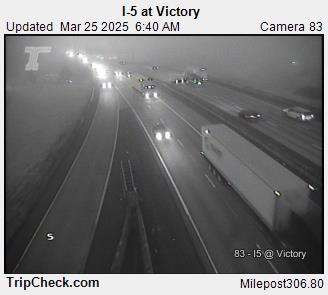 I-5 at Victory
Updated Mar 25 2025 6:40 AM Camera 83
T
S
83 - I5 @ Victory
TripCheck.com Milepost306.80